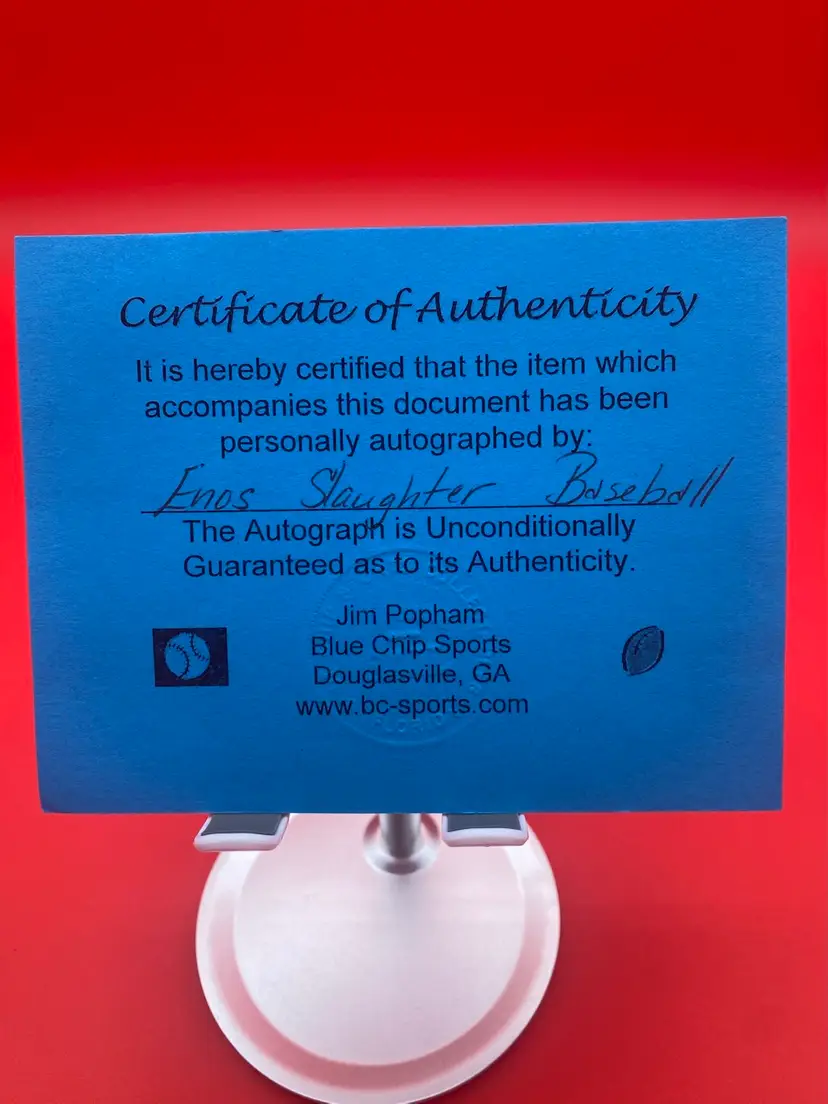 Certificate of Authenticity
It is hereby certified that the item which
accompanies this document has been
personally autographed by:
Enos Slaughter Baseball
The Autograph is Unconditionally
Guaranteed as to its Authenticity.
Jim Popham
Blue Chip Sports
Douglasville, GA
www.bc-sports.com